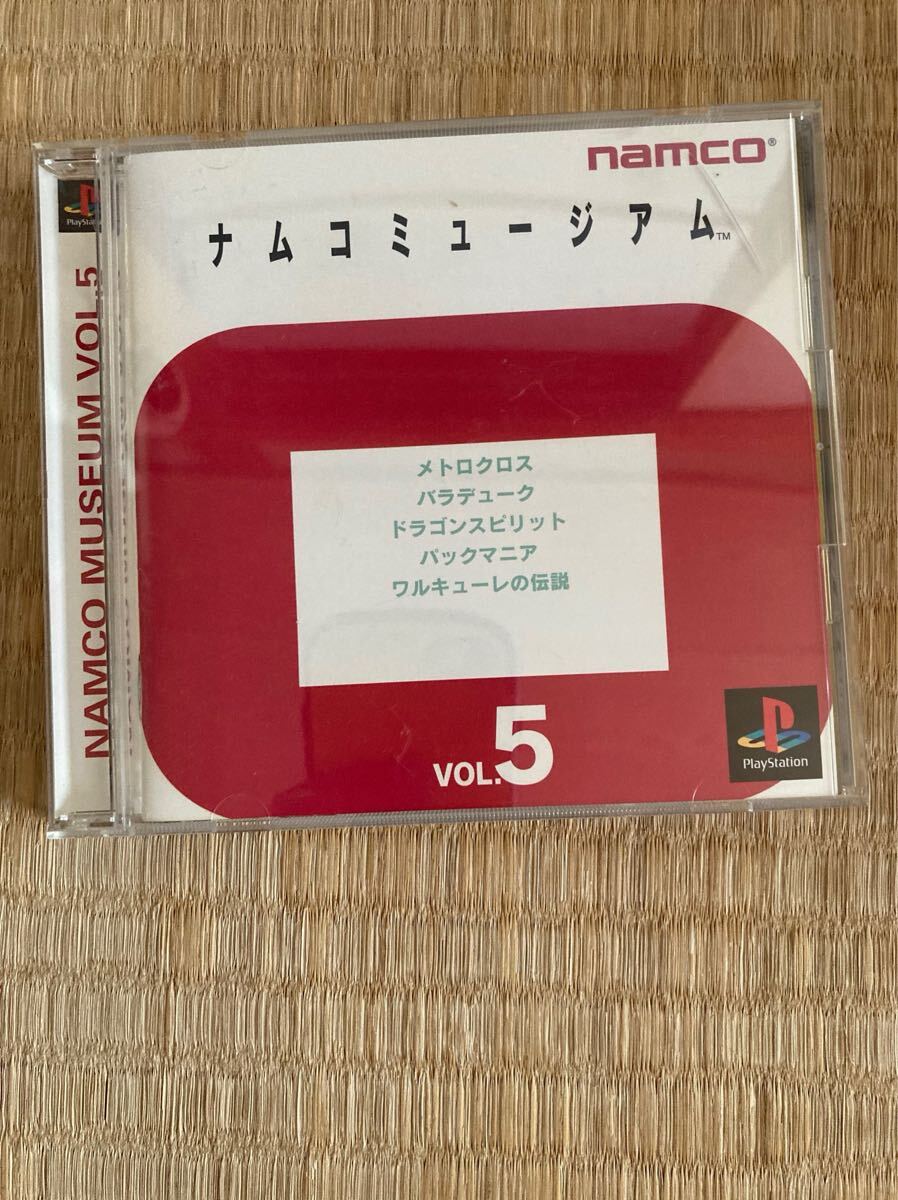 namco®
ナムコミュージアム™
メトロクロス
バラデューク
ドラゴンスピリット
パックマニア
ワルキューレの伝説
VOL.5
PlayStation
NAMCO MUSEUM VOL.5